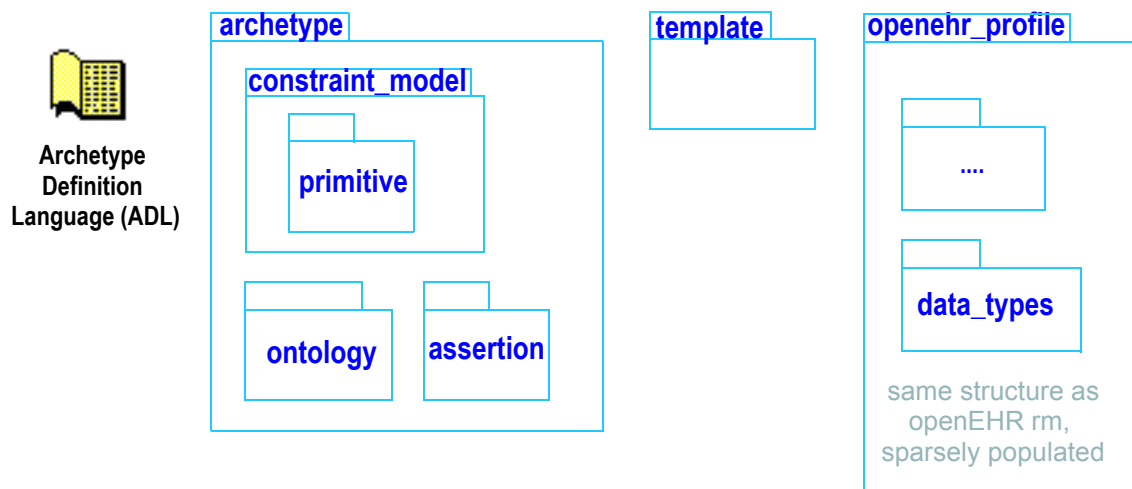 Archetype
Definition
Language (ADL)
archetype
constraint_model
primitive
ontology
assertion
template
openehr_profile
....
data_types
same structure as
openEHR rm,
sparsely populated